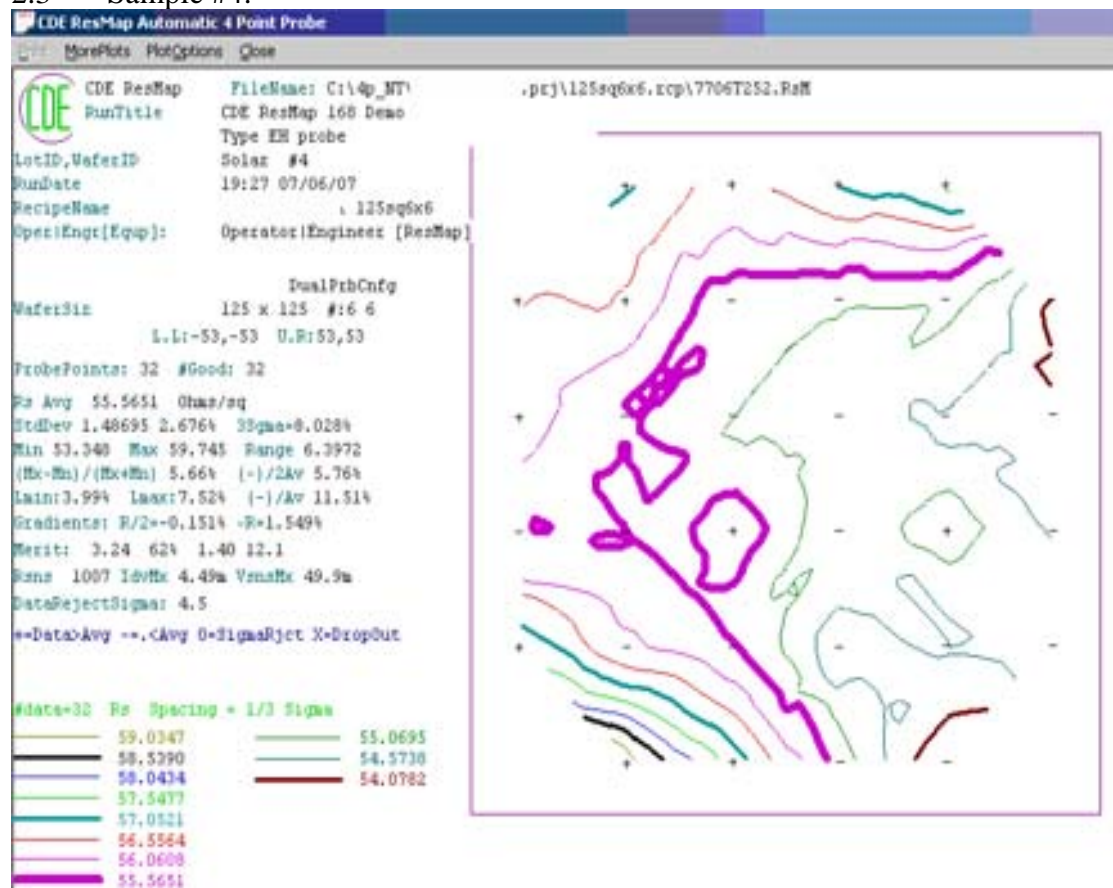 2.3 Sample #4.
CDE ResMap Automatic 4 Point Probe
MorePlots PlotOptions Close
CDE
CDE ResMap FileName: C:\4p_NT\ .prj\125sq6x6.rcp\7706T252.RsM
RunTitle CDE ResMap 168 Demo
Type EH probe
LotID,WaferID Solar #4
RunDate 19:27 07/06/07
RecipeName 125sq6x6
Oper|Engr[Equp]: Operator|Engineer [ResMap]
DualPrbCnfg
WaferSiz 125 x 125 #:6 6
L.L:-53,-53 U.R:53,53
ProbePoints: 32 #Good: 32
Rs Avg 55.5651 Ohms/sq
StdDev 1.48695 2.676% 3Sgma=8.028%
Min 53.348 Max 59.745 Range 6.3972
(Mx-Mn)/(Mx+Mn) 5.66% (-)/2Av 5.76%
Lmin:3.99% Lmax:7.52% (-)/Av 11.51%
Gradients: R/2=-0.151% -R=1.549%
Merit: 3.24 62% 1.40 12.1
Rsns 1007 IdvMx 4.49m VsnsMx 49.9m
DataRejectSigma: 4.5
+=Data>Avg -=.<Avg O=SigmaRjct X=DropOut
#data=32 Rs Spacing = 1/3 Sigma
59.0347 55.0695
58.5390 54.5738
58.0434 54.0782
57.5477
57.0521
56.5564
56.0608
55.5651